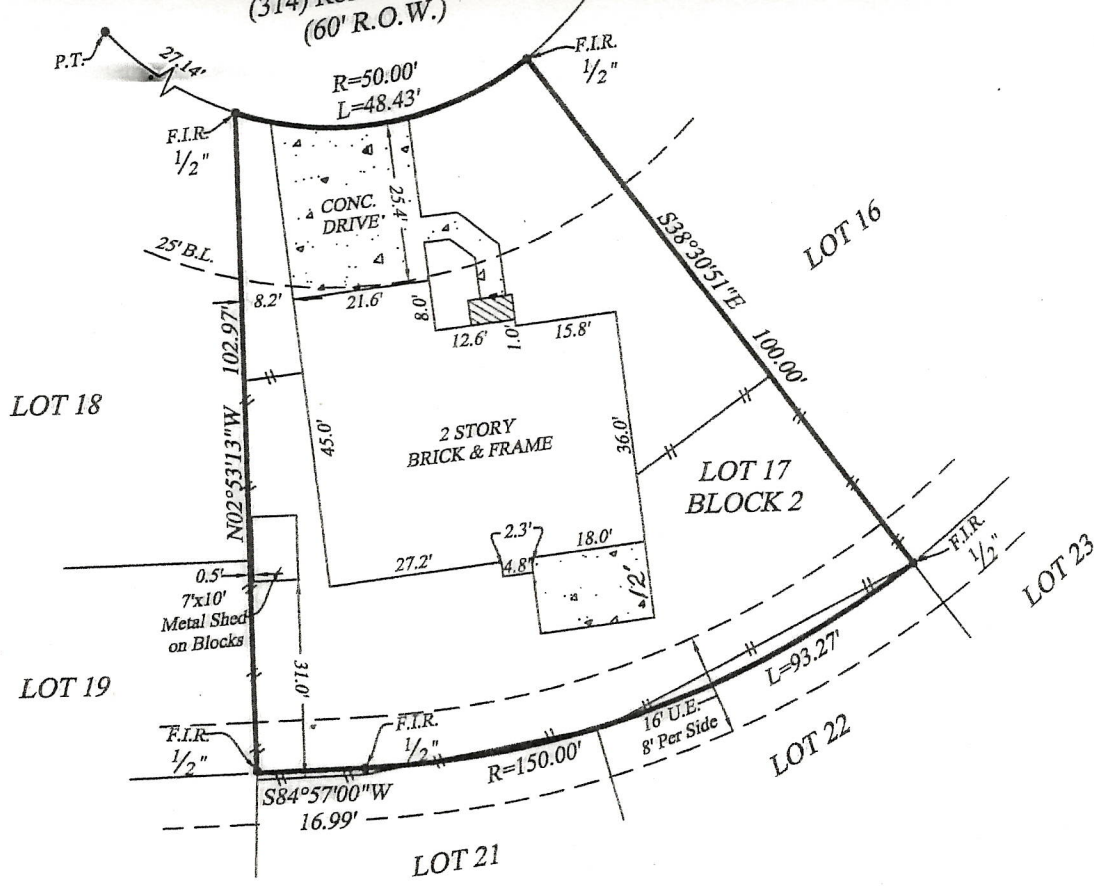 (314)
(60' R.O.W.)
P.T.
27.14'
F.I.R.
1/2"
R=50.00'
L=48.43'
F.I.R.
1/2"
CONC.
DRIVE
25.4'
25' B.L.
8.2'
21.6'
8.0'
12.6'
1.0'
15.8'
S38°30'51"E 100.00'
LOT 16
LOT 18
N02°53'13"W 102.97'
45.0'
2 STORY
BRICK & FRAME
36.0'
LOT 17
BLOCK 2
2.3'
18.0'
27.2'
4.8'
12'
0.5'
7'x10'
Metal Shed
on Blocks
31.0'
LOT 19
F.I.R.
1/2"
LOT 23
F.I.R.
1/2"
F.I.R.
1/2"
S84°57'00"W
16.99'
R=150.00'
L=93.27'
16' U.E.
8' Per Side
LOT 22
LOT 21